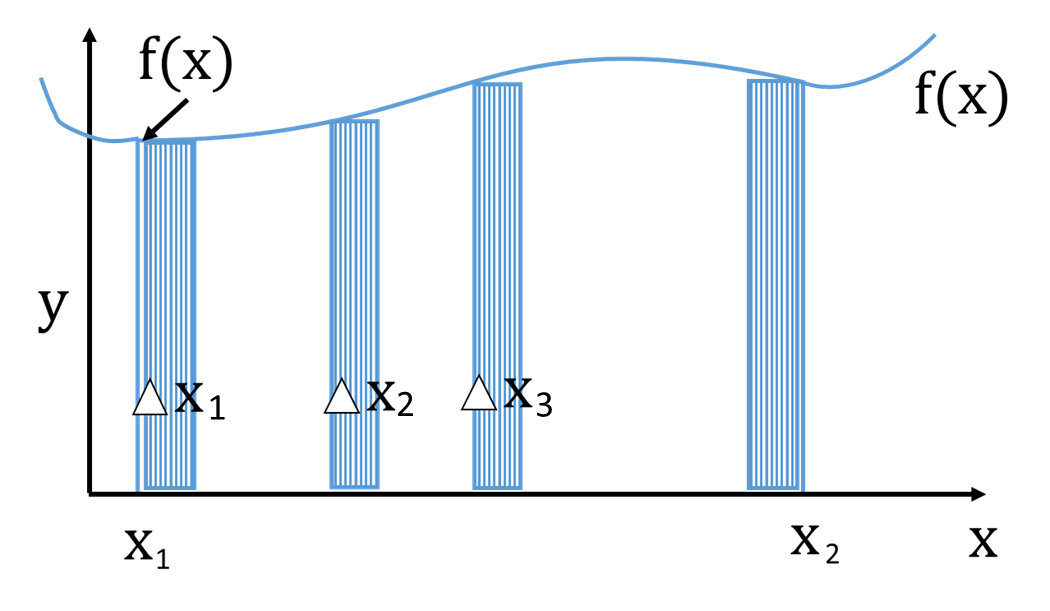 f(x)
f(x)
y
△x₁
△x₂
△x₃
x₁
x₂
x